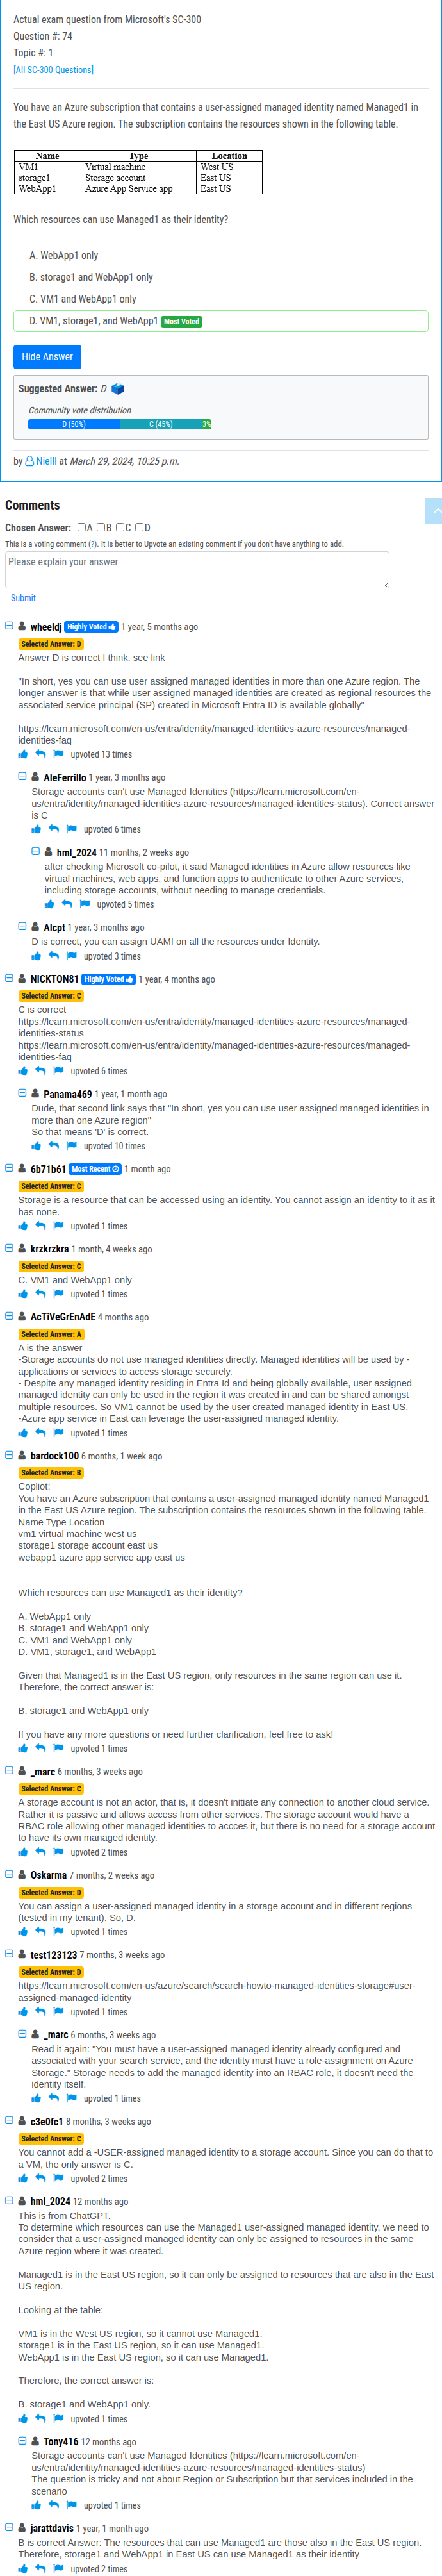 Actual exam question from Microsoft's SC-300
Question #: 74
Topic #: 1
[All SC-300 Questions]
You have an Azure subscription that contains a user-assigned managed identity named Managed1 in
the East US Azure region. The subscription contains the resources shown in the following table.
Name Type Location
VM1 Virtual machine West US
storage1 Storage account East US
WebApp1 Azure App Service app East US
Which resources can use Managed1 as their identity?
A. WebApp1 only
B. storage1 and WebApp1 only
C. VM1 and WebApp1 only
D. VM1, storage1, and WebApp1 Most Voted
Hide Answer
Suggested Answer: D
Community vote distribution
D (50%) C (45%) 3%
by Nielll at March 29, 2024, 10:25 p.m.
Comments
Chosen Answer: A B C D
This is a voting comment (?). It is better to Upvote an existing comment if you don't have anything to add.
Please explain your answer
Submit
wheeldj Highly Voted 1 year, 5 months ago
Selected Answer: D
Answer D is correct I think. see link
"In short, yes you can use user assigned managed identities in more than one Azure region. The
longer answer is that while user assigned managed identities are created as regional resources the
associated service principal (SP) created in Microsoft Entra ID is available globally"
https://learn.microsoft.com/en-us/entra/identity/managed-identities-azure-resources/managed-
identities-faq
upvoted 13 times
AleFerrillo 1 year, 3 months ago
Storage accounts can't use Managed Identities (https://learn.microsoft.com/en-
us/entra/identity/managed-identities-azure-resources/managed-identities-status). Correct answer
is C
upvoted 6 times
hml_2024 11 months, 2 weeks ago
after checking Microsoft co-pilot, it said Managed identities in Azure allow resources like
virtual machines, web apps, and function apps to authenticate to other Azure services,
including storage accounts, without needing to manage credentials.
upvoted 5 times
Alcpt 1 year, 3 months ago
D is correct, you can assign UAMI on all the resources under Identity.
upvoted 3 times
NICKTON81 Highly Voted 1 year, 4 months ago
Selected Answer: C
C is correct
https://learn.microsoft.com/en-us/entra/identity/managed-identities-azure-resources/managed-
identities-status
https://learn.microsoft.com/en-us/entra/identity/managed-identities-azure-resources/managed-
identities-faq
upvoted 6 times
Panama469 1 year, 1 month ago
Dude, that second link says that "In short, yes you can use user assigned managed identities in
more than one Azure region"
So that means 'D' is correct.
upvoted 10 times
6b71b61 Most Recent 1 month ago
Selected Answer: C
Storage is a resource that can be accessed using an identity. You cannot assign an identity to it as it
has none.
upvoted 1 times
krzkrzkra 1 month, 4 weeks ago
Selected Answer: C
C. VM1 and WebApp1 only
upvoted 1 times
AcTiVeGrEnAdE 4 months ago
Selected Answer: A
A is the answer
-Storage accounts do not use managed identities directly. Managed identities will be used by -
applications or services to access storage securely.
- Despite any managed identity residing in Entra Id and being globally available, user assigned
managed identity can only be used in the region it was created in and can be shared amongst
multiple resources. So VM1 cannot be used by the user created managed identity in East US.
-Azure app service in East can leverage the user-assigned managed identity.
upvoted 1 times
bardock100 6 months, 1 week ago
Selected Answer: B
Copliot:
You have an Azure subscription that contains a user-assigned managed identity named Managed1
in the East US Azure region. The subscription contains the resources shown in the following table.
Name Type Location
vm1 virtual machine west us
storage1 storage account east us
webapp1 azure app service app east us
Which resources can use Managed1 as their identity?
A. WebApp1 only
B. storage1 and WebApp1 only
C. VM1 and WebApp1 only
D. VM1, storage1, and WebApp1
Given that Managed1 is in the East US region, only resources in the same region can use it.
Therefore, the correct answer is:
B. storage1 and WebApp1 only
If you have any more questions or need further clarification, feel free to ask!
upvoted 1 times
_marc 6 months, 3 weeks ago
Selected Answer: C
A storage account is not an actor, that is, it doesn't initiate any connection to another cloud service.
Rather it is passive and allows access from other services. The storage account would have a
RBAC role allowing other managed identities to accces it, but there is no need for a storage account
to have its own managed identity.
upvoted 2 times
Oskarma 7 months, 2 weeks ago
Selected Answer: D
You can assign a user-assigned managed identity in a storage account and in different regions
(tested in my tenant). So, D.
upvoted 1 times
test123123 7 months, 3 weeks ago
Selected Answer: D
https://learn.microsoft.com/en-us/azure/search/search-howto-managed-identities-storage#user-
assigned-managed-identity
upvoted 1 times
_marc 6 months, 3 weeks ago
Read it again: "You must have a user-assigned managed identity already configured and
associated with your search service, and the identity must have a role-assignment on Azure
Storage." Storage needs to add the managed identity into an RBAC role, it doesn't need the
identity itself.
upvoted 1 times
c3e0fc1 8 months, 3 weeks ago
Selected Answer: C
You cannot add a -USER-assigned managed identity to a storage account. Since you can do that to
a VM, the only answer is C.
upvoted 2 times
hml_2024 12 months ago
This is from ChatGPT.
To determine which resources can use the Managed1 user-assigned managed identity, we need to
consider that a user-assigned managed identity can only be assigned to resources in the same
Azure region where it was created.
Managed1 is in the East US region, so it can only be assigned to resources that are also in the East
US region.
Looking at the table:
VM1 is in the West US region, so it cannot use Managed1.
storage1 is in the East US region, so it can use Managed1.
WebApp1 is in the East US region, so it can use Managed1.
Therefore, the correct answer is:
B. storage1 and WebApp1 only.
upvoted 1 times
Tony416 12 months ago
Storage accounts can't use Managed Identities (https://learn.microsoft.com/en-
us/entra/identity/managed-identities-azure-resources/managed-identities-status)
The question is tricky and not about Region or Subscription but that services included in the
scenario
upvoted 1 times
jarattdavis 1 year, 1 month ago
B is correct Answer: The resources that can use Managed1 are those also in the East US region.
Therefore, storage1 and WebApp1 in East US can use Managed1 as their identity
upvoted 2 times